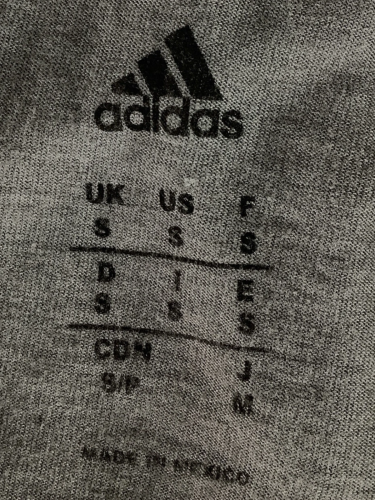 adidas
UK US F
S S S
D I E
S S S
CDN J
S/P M
MADE IN MEXICO